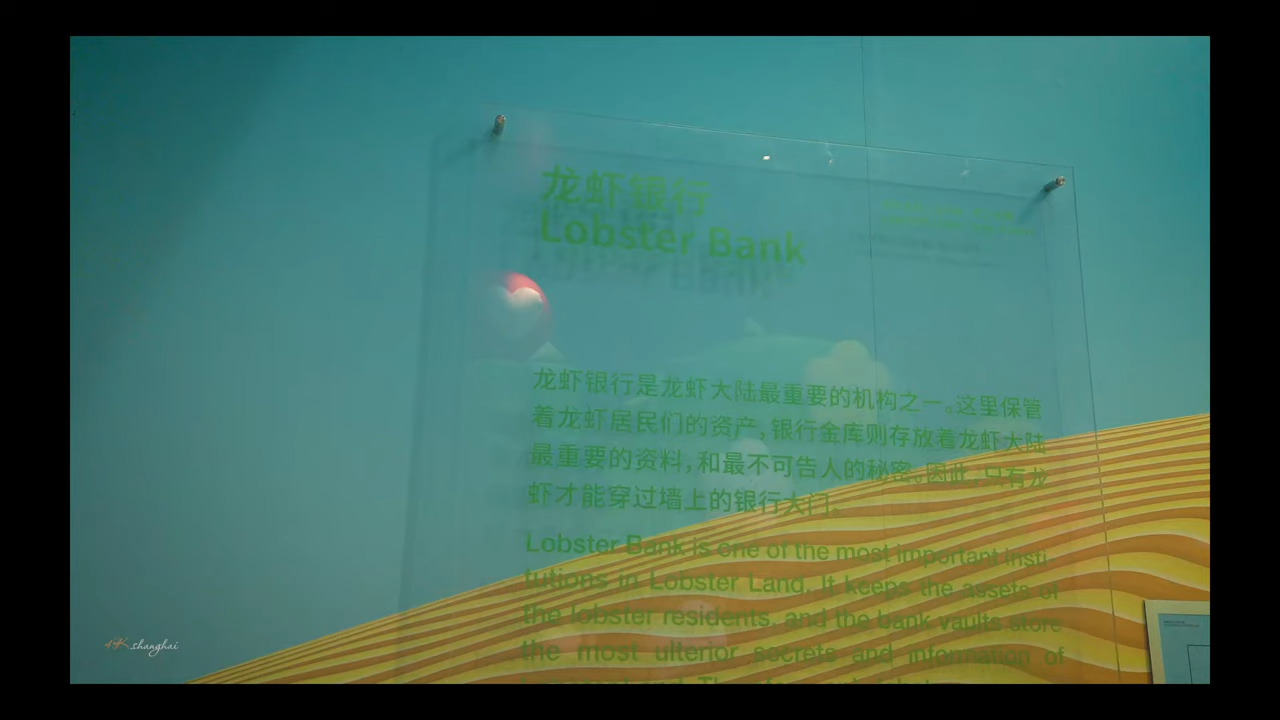 龙虾银行
Lobster Bank
龙虾银行是龙虾大陆最重要的机构之一。这里保管
着龙虾居民们的资产,银行金库则存放着龙虾大陆
最重要的资料,和最不可告人的秘密。因此,只有龙
虾才能穿过墙上的银行大门。
Lobster Bank is one of the most important insti-
tutions in Lobster Land. It keeps the assets of
the lobster residents, and the bank vaults store
the most ulterior secrets and information of
4K shanghai